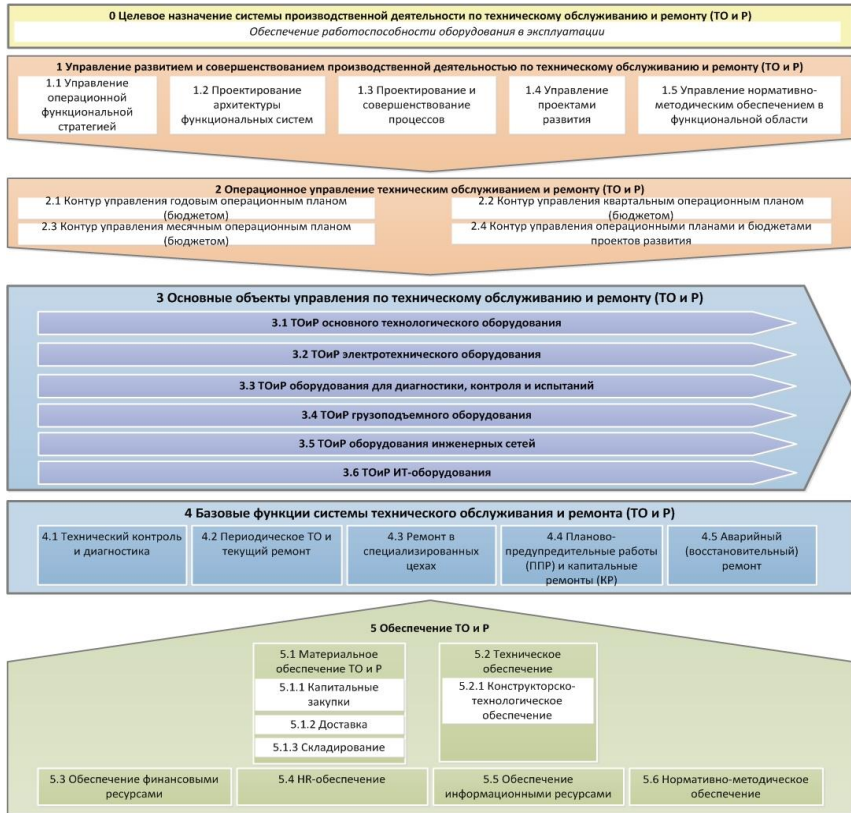 0 Целевое назначение системы производственной деятельности по техническому обслуживанию и ремонту (ТО и Р)
Обеспечение работоспособности оборудования в эксплуатации
1 Управление развитием и совершенствованием производственной деятельностью по техническому обслуживанию и ремонту (ТО и Р)
1.1 Управление
операционной
функциональной
стратегией
1.2 Проектирование
архитектуры
функциональных систем
1.3 Проектирование и
совершенствование
процессов
1.4 Управление
проектами
развития
1.5 Управление нормативно-
методическим обеспечением в
функциональной области
2 Операционное управление техническим обслуживанием и ремонту (ТО и Р)
2.1 Контур управления годовым операционным планом
(бюджетом)
2.2 Контур управления квартальным операционным планом
(бюджетом)
2.3 Контур управления месячным операционным планом
(бюджетом)
2.4 Контур управления операционными планами и бюджетами
проектов развития
3 Основные объекты управления по техническому обслуживанию и ремонту (ТО и Р)
3.1 ТОиР основного технологического оборудования
3.2 ТОиР электротехнического оборудования
3.3 ТОиР оборудования для диагностики, контроля и испытаний
3.4 ТОиР грузоподъемного оборудования
3.5 ТОиР оборудования инженерных сетей
3.6 ТОиР ИТ-оборудования
4 Базовые функции системы технического обслуживания и ремонта (ТО и Р)
4.1 Технический контроль
и диагностика
4.2 Периодическое ТО и
текущий ремонт
4.3 Ремонт в
специализированных
цехах
4.4 Планово-
предупредительные работы
(ППР) и капитальные
ремонты (КР)
4.5 Аварийный
(восстановительный)
ремонт
5 Обеспечение ТО и Р
5.1 Материальное
обеспечение ТО и Р
5.1.1 Капитальные
закупки
5.1.2 Доставка
5.1.3 Складирование
5.2 Техническое
обеспечение
5.2.1 Конструкторско-
технологическое
обеспечение
5.3 Обеспечение финансовыми
ресурсами
5.4 HR-обеспечение
5.5 Обеспечение
информационными ресурсами
5.6 Нормативно-методическое
обеспечение